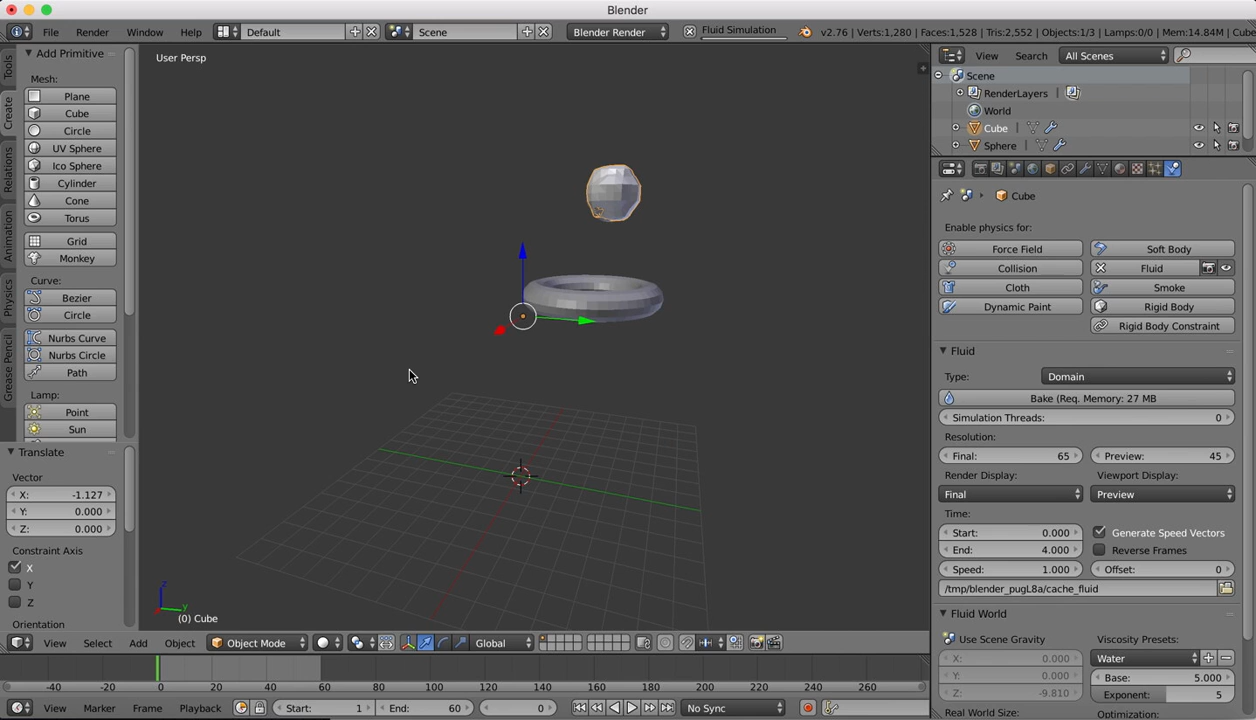 Blender
File Render Window Help Default Scene Blender Render Fluid Simulation v2.76 | Verts:1,280 | Faces:1,528 | Tris:2,552 | Objects:1/3 | Lamps:0/0 | Mem:14.84M | Cube
Tools
Create
Relations
Animation
Physics
Grease Pencil
Add Primitive
Mesh:
Plane
Cube
Circle
UV Sphere
Ico Sphere
Cylinder
Cone
Torus
Grid
Monkey
Curve:
Bezier
Circle
Nurbs Curve
Nurbs Circle
Path
Lamp:
Point
Sun
Translate
Vector
X: -1.127
Y: 0.000
Z: 0.000
Constraint Axis
X
Y
Z
Orientation
User Persp
z
y
(0) Cube
View Select Add Object Object Mode Global
-40 -20 0 20 40 60 80 100 120 140 160 180 200 220 240 260
View Marker Frame Playback Start: 1 End: 60 0 No Sync
View Search All Scenes
Scene
RenderLayers |
World
Cube |
Sphere |
Cube
Enable physics for:
Force Field Soft Body
Collision Fluid
Cloth Smoke
Dynamic Paint Rigid Body
Rigid Body Constraint
Fluid
Type: Domain
Bake (Req. Memory: 27 MB
Simulation Threads: 0
Resolution:
Final: 65 Preview: 45
Render Display: Viewport Display:
Final Preview
Time:
Start: 0.000 Generate Speed Vectors
End: 4.000 Reverse Frames
Speed: 1.000 Offset: 0
/tmp/blender_pugL8a/cache_fluid
Fluid World
Use Scene Gravity Viscosity Presets:
X: 0.000 Water
Y: 0.000 Base: 5.000
Z: -9.810 Exponent: 5
Real World Size: Optimization: